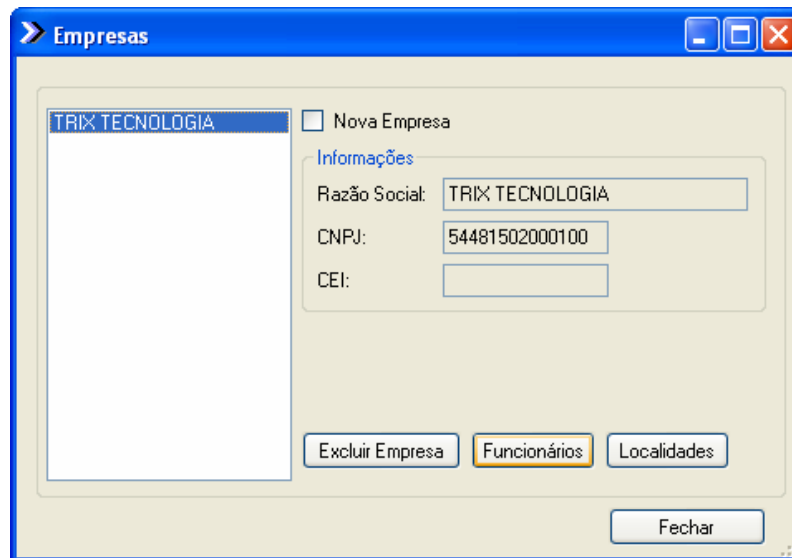 Empresas
TRIX TECNOLOGIA
Nova Empresa
Informações
Razão Social: TRIX TECNOLOGIA
CNPJ: 54481502000100
CEI:
Excluir Empresa Funcionários Localidades
Fechar